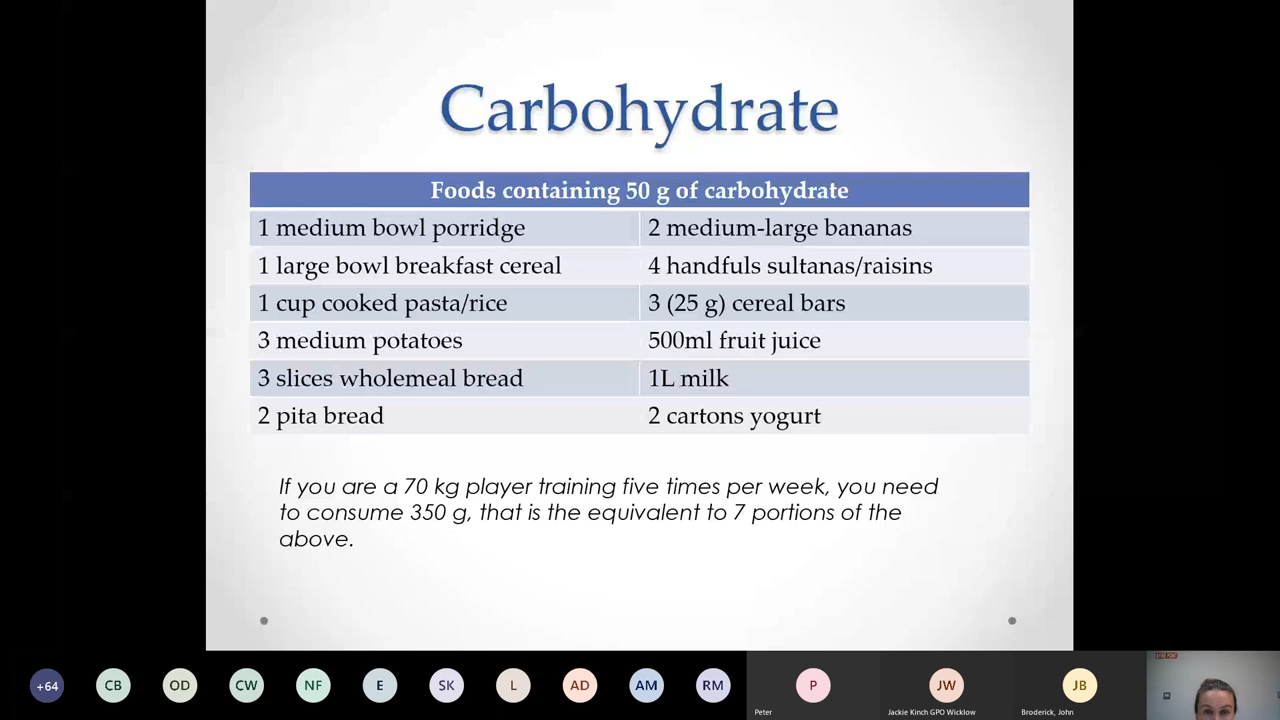 Carbohydrate
Foods containing 50 g of carbohydrate
1 medium bowl porridge
2 medium-large bananas
1 large bowl breakfast cereal
4 handfuls sultanas/raisins
1 cup cooked pasta/rice
3 (25 g) cereal bars
3 medium potatoes
500ml fruit juice
3 slices wholemeal bread
1L milk
2 pita bread
2 cartons yogurt
If you are a 70 kg player training five times per week, you need
to consume 350 g, that is the equivalent to 7 portions of the
above.
+64
CB
OD
CW
NF
E
SK
L
AD
AM
RM
P
Peter
JW
Jackie Kinch GPO Wicklow
JB
Broderick, John